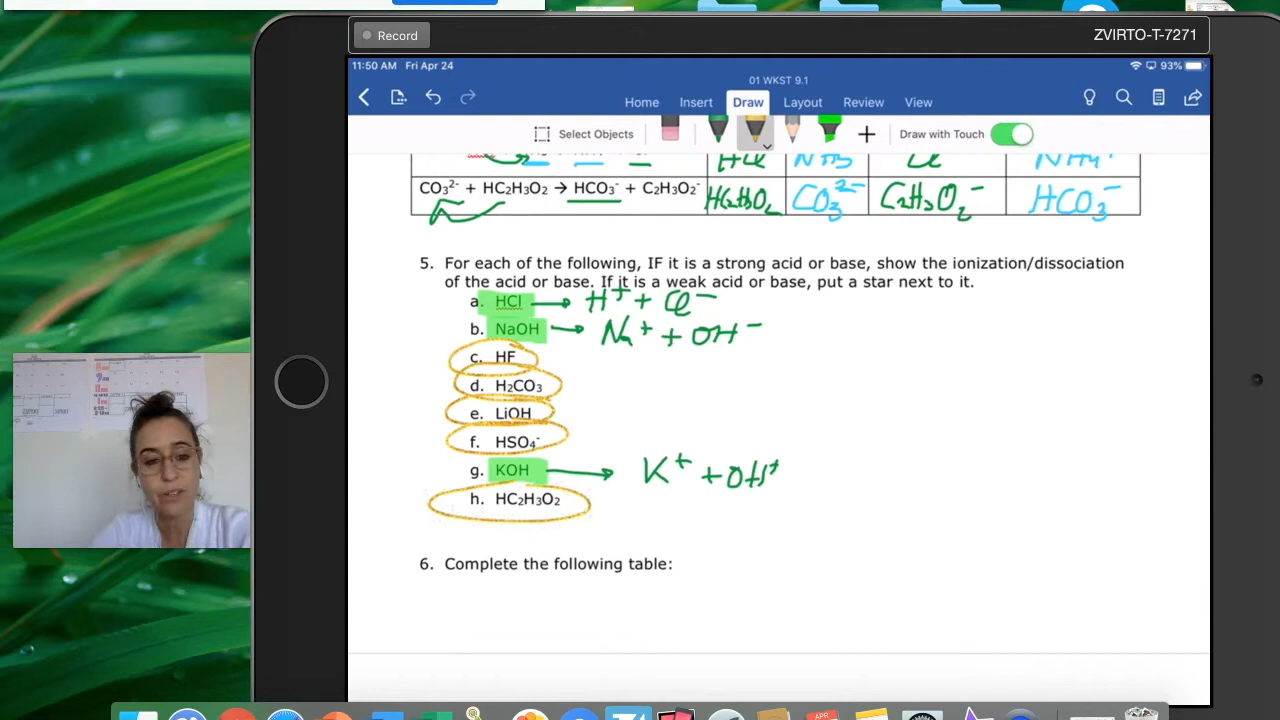 Record
ZVIRTO-T-7271
11:50 AM Fri Apr 24
93%
01 WKST 9.1
Home Insert Draw Layout Review View
Select Objects
Draw with Touch
HCl NH3 Cl NH4+
CO3²⁻ + HC2H3O2 → HCO3⁻ + C2H3O2⁻ HC2H3O2 CO3²⁻ C2H3O2⁻ HCO3⁻
5. For each of the following, IF it is a strong acid or base, show the ionization/dissociation
of the acid or base. If it is a weak acid or base, put a star next to it.
a. HCl → H+ + Cl−
b. NaOH → Na+ + OH−
c. HF
d. H2CO3
e. LiOH
f. HSO4⁻
g. KOH → K+ + OH+
h. HC2H3O2
6. Complete the following table: